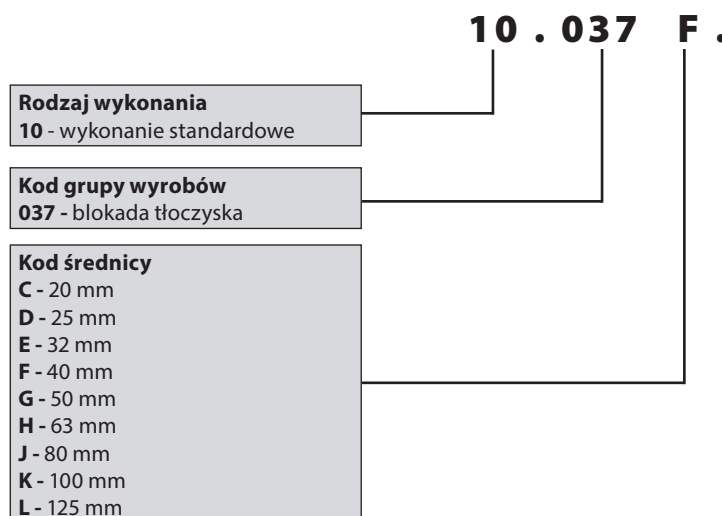 10 . 037 F .
Rodzaj wykonania
10 - wykonanie standardowe
Kod grupy wyrobów
037 - blokada tłoczyska
Kod średnicy
C - 20 mm
D - 25 mm
E - 32 mm
F - 40 mm
G - 50 mm
H - 63 mm
J - 80 mm
K - 100 mm
L - 125 mm